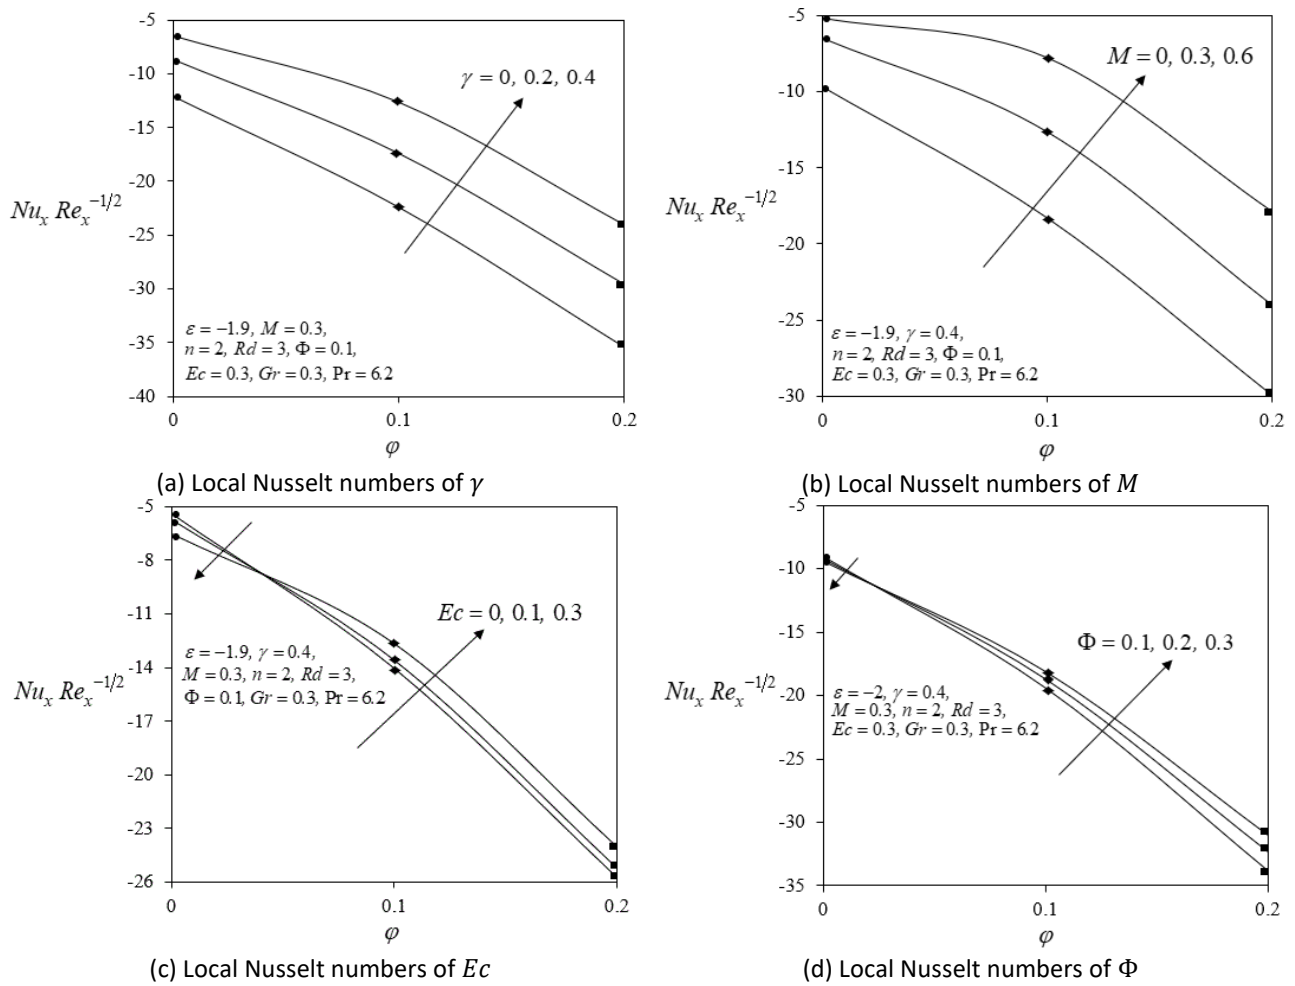 -5
-10
-15
-20
-25
-30
-35
-40
Nuₓ Reₓ⁻¹/²
γ = 0, 0.2, 0.4
ε = −1.9, M = 0.3,
n = 2, Rd = 3, Φ = 0.1,
Ec = 0.3, Gr = 0.3, Pr = 6.2
0 0.1 0.2
φ
(a) Local Nusselt numbers of γ
-5
-10
-15
-20
-25
-30
Nuₓ Reₓ⁻¹/²
M = 0, 0.3, 0.6
ε = −1.9, γ = 0.4,
n = 2, Rd = 3, Φ = 0.1,
Ec = 0.3, Gr = 0.3, Pr = 6.2
0 0.1 0.2
φ
(b) Local Nusselt numbers of M
-5
-8
-11
-14
-17
-20
-23
-26
Nuₓ Reₓ⁻¹/²
Ec = 0, 0.1, 0.3
ε = −1.9, γ = 0.4,
M = 0.3, n = 2, Rd = 3,
Φ = 0.1, Gr = 0.3, Pr = 6.2
0 0.1 0.2
φ
(c) Local Nusselt numbers of Ec
-5
-10
-15
-20
-25
-30
-35
Nuₓ Reₓ⁻¹/²
Φ = 0.1, 0.2, 0.3
ε = −2, γ = 0.4,
M = 0.3, n = 2, Rd = 3,
Ec = 0.3, Gr = 0.3, Pr = 6.2
0 0.1 0.2
φ
(d) Local Nusselt numbers of Φ